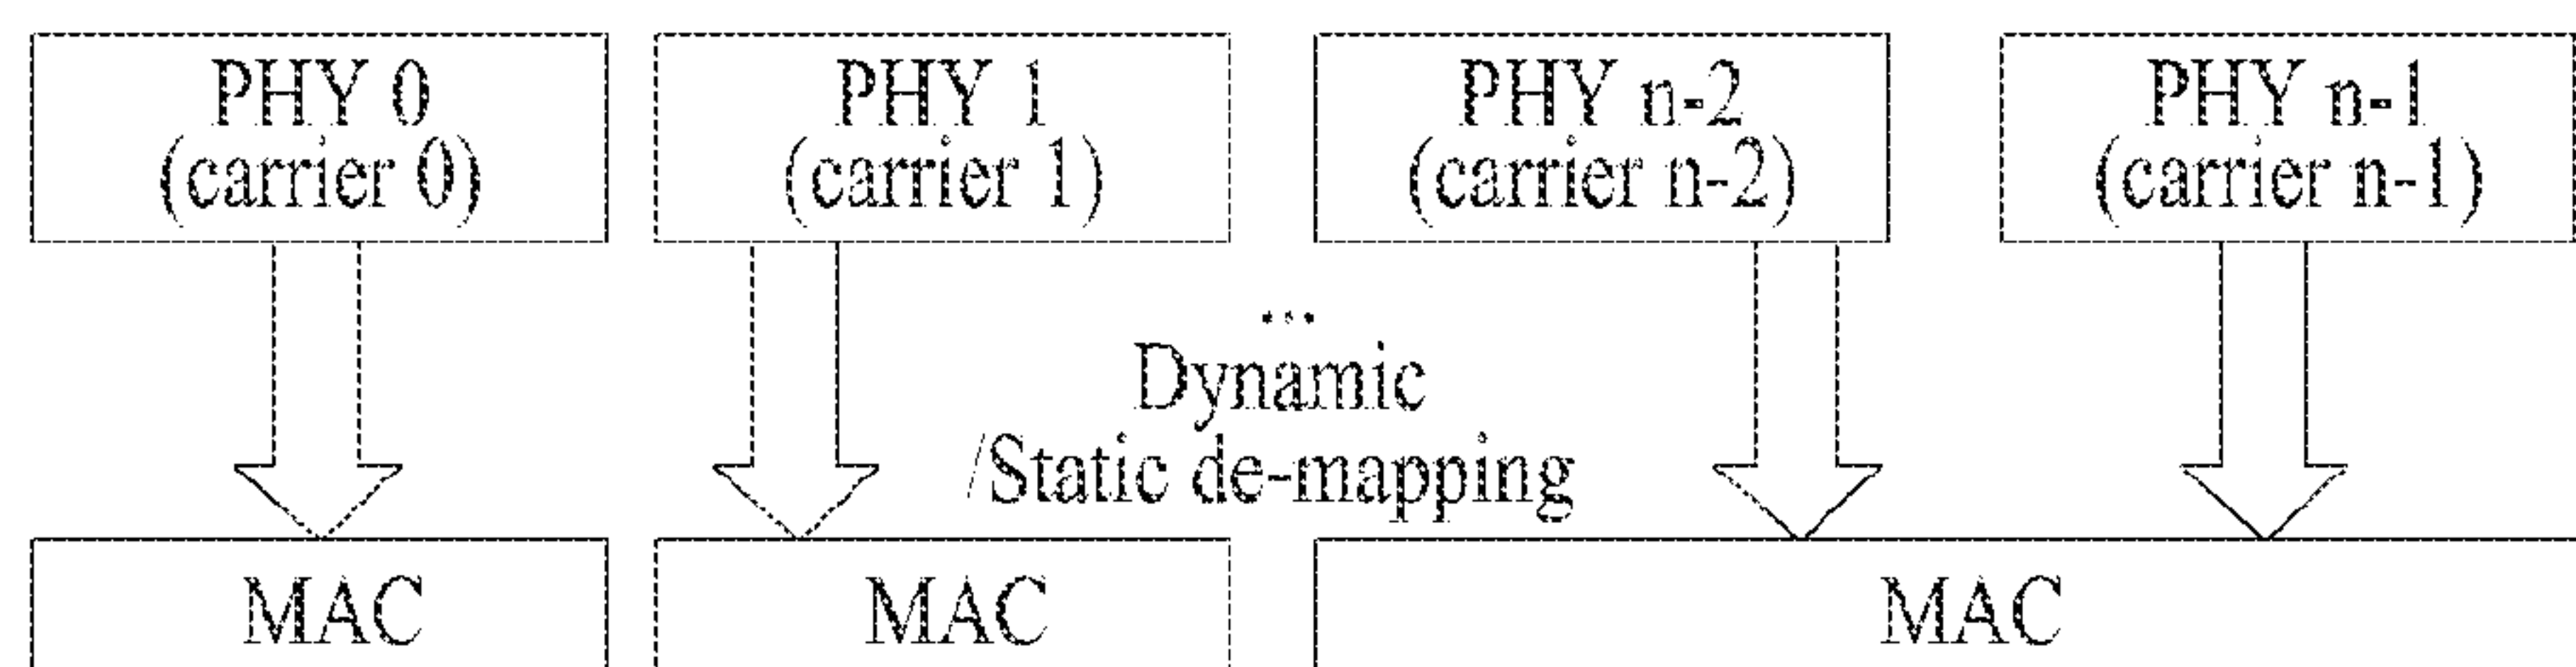 PHY 0
(carrier 0)
PHY 1
(carrier 1)
PHY n-2
(carrier n-2)
PHY n-1
(carrier n-1)
...
Dynamic
/Static de-mapping
MAC
MAC
MAC